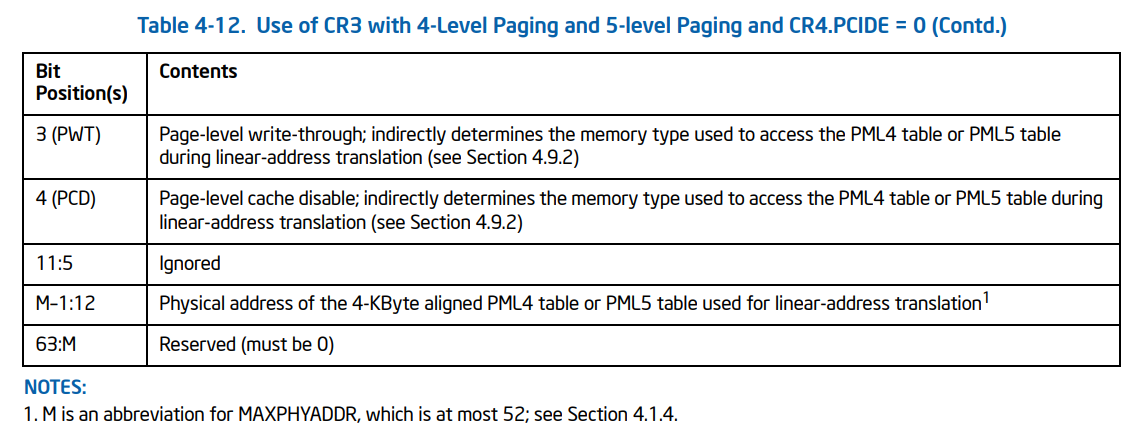 Table 4-12. Use of CR3 with 4-Level Paging and 5-level Paging and CR4.PCIDE = 0 (Contd.)
Bit
Position(s)
Contents
3 (PWT)
Page-level write-through; indirectly determines the memory type used to access the PML4 table or PML5 table
during linear-address translation (see Section 4.9.2)
4 (PCD)
Page-level cache disable; indirectly determines the memory type used to access the PML4 table or PML5 table during
linear-address translation (see Section 4.9.2)
11:5
Ignored
M–1:12
Physical address of the 4-KByte aligned PML4 table or PML5 table used for linear-address translation1
63:M
Reserved (must be 0)
NOTES:
1. M is an abbreviation for MAXPHYADDR, which is at most 52; see Section 4.1.4.